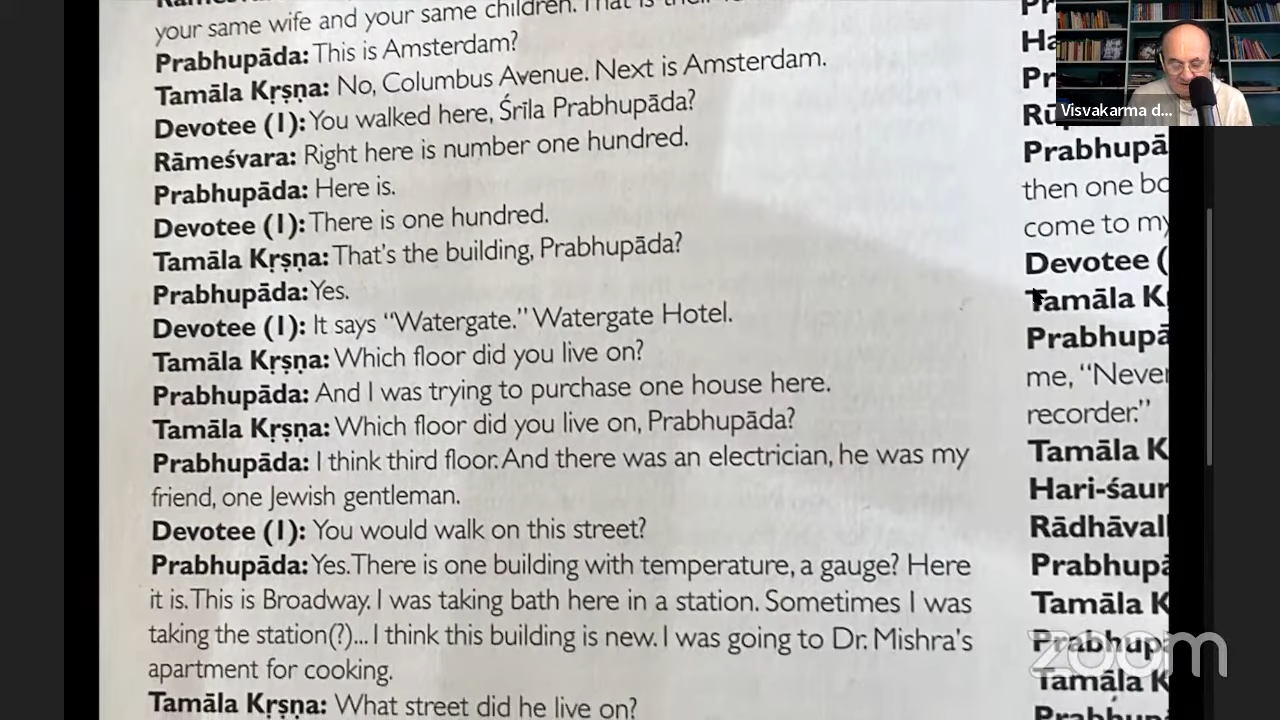 your same wife and your same children. That is
Prabhupāda: This is Amsterdam?
Tamāla Kṛṣṇa: No, Columbus Avenue. Next is Amsterdam.
Devotee (1): You walked here, Śrīla Prabhupāda?
Rāmeśvara: Right here is number one hundred.
Prabhupāda: Here is.
Devotee (1): There is one hundred.
Tamāla Kṛṣṇa: That's the building, Prabhupāda?
Prabhupāda: Yes.
Devotee (1): It says “Watergate.” Watergate Hotel.
Tamāla Kṛṣṇa: Which floor did you live on?
Prabhupāda: And I was trying to purchase one house here.
Tamāla Kṛṣṇa: Which floor did you live on, Prabhupāda?
Prabhupāda: I think third floor. And there was an electrician, he was my
friend, one Jewish gentleman.
Devotee (1): You would walk on this street?
Prabhupāda: Yes. There is one building with temperature, a gauge? Here
it is. This is Broadway. I was taking bath here in a station. Sometimes I was
taking the station(?)... I think this building is new. I was going to Dr. Mishra's
apartment for cooking.
Tamāla Kṛṣṇa: What street did he live on?
Pr
Ha
Pr
Prabhupā
then one bo
come to my
Devotee (
Tamāla K
Prabhupā
me, “Never
recorder.”
Tamāla K
Hari-śaur
Rādhāvall
Prabhupā
Tamāla K
Prabhup
Tamāla K
Prabhup
Visvakarma d...
zoom